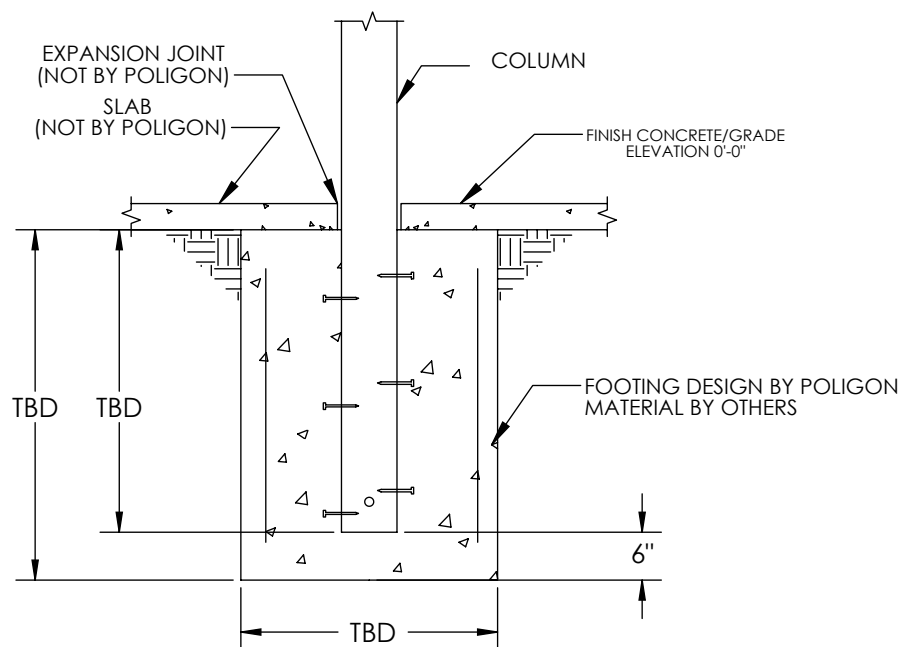 EXPANSION JOINT
(NOT BY POLIGON)
SLAB
(NOT BY POLIGON)
COLUMN
FINISH CONCRETE/GRADE
ELEVATION 0'-0"
TBD
TBD
FOOTING DESIGN BY POLIGON
MATERIAL BY OTHERS
6"
TBD